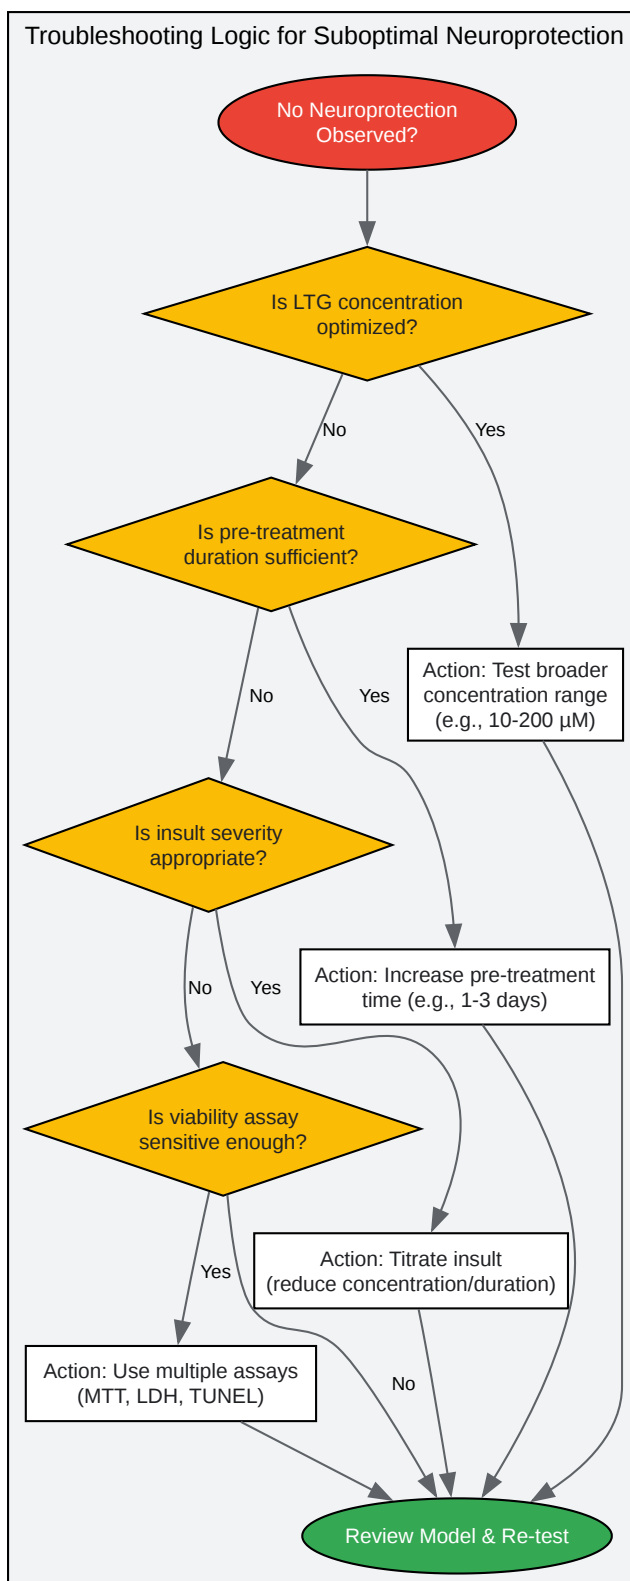 Troubleshooting Logic for Suboptimal Neuroprotection
No Neuroprotection
Observed?
Is LTG concentration
optimized?
No
Yes
Is pre-treatment
duration sufficient?
Action: Test broader
concentration range
(e.g., 10-200 µM)
No
Yes
Is insult severity
appropriate?
Action: Increase pre-treatment
time (e.g., 1-3 days)
No
Yes
Is viability assay
sensitive enough?
Action: Titrate insult
(reduce concentration/duration)
Yes
Action: Use multiple assays
(MTT, LDH, TUNEL)
No
Review Model & Re-test